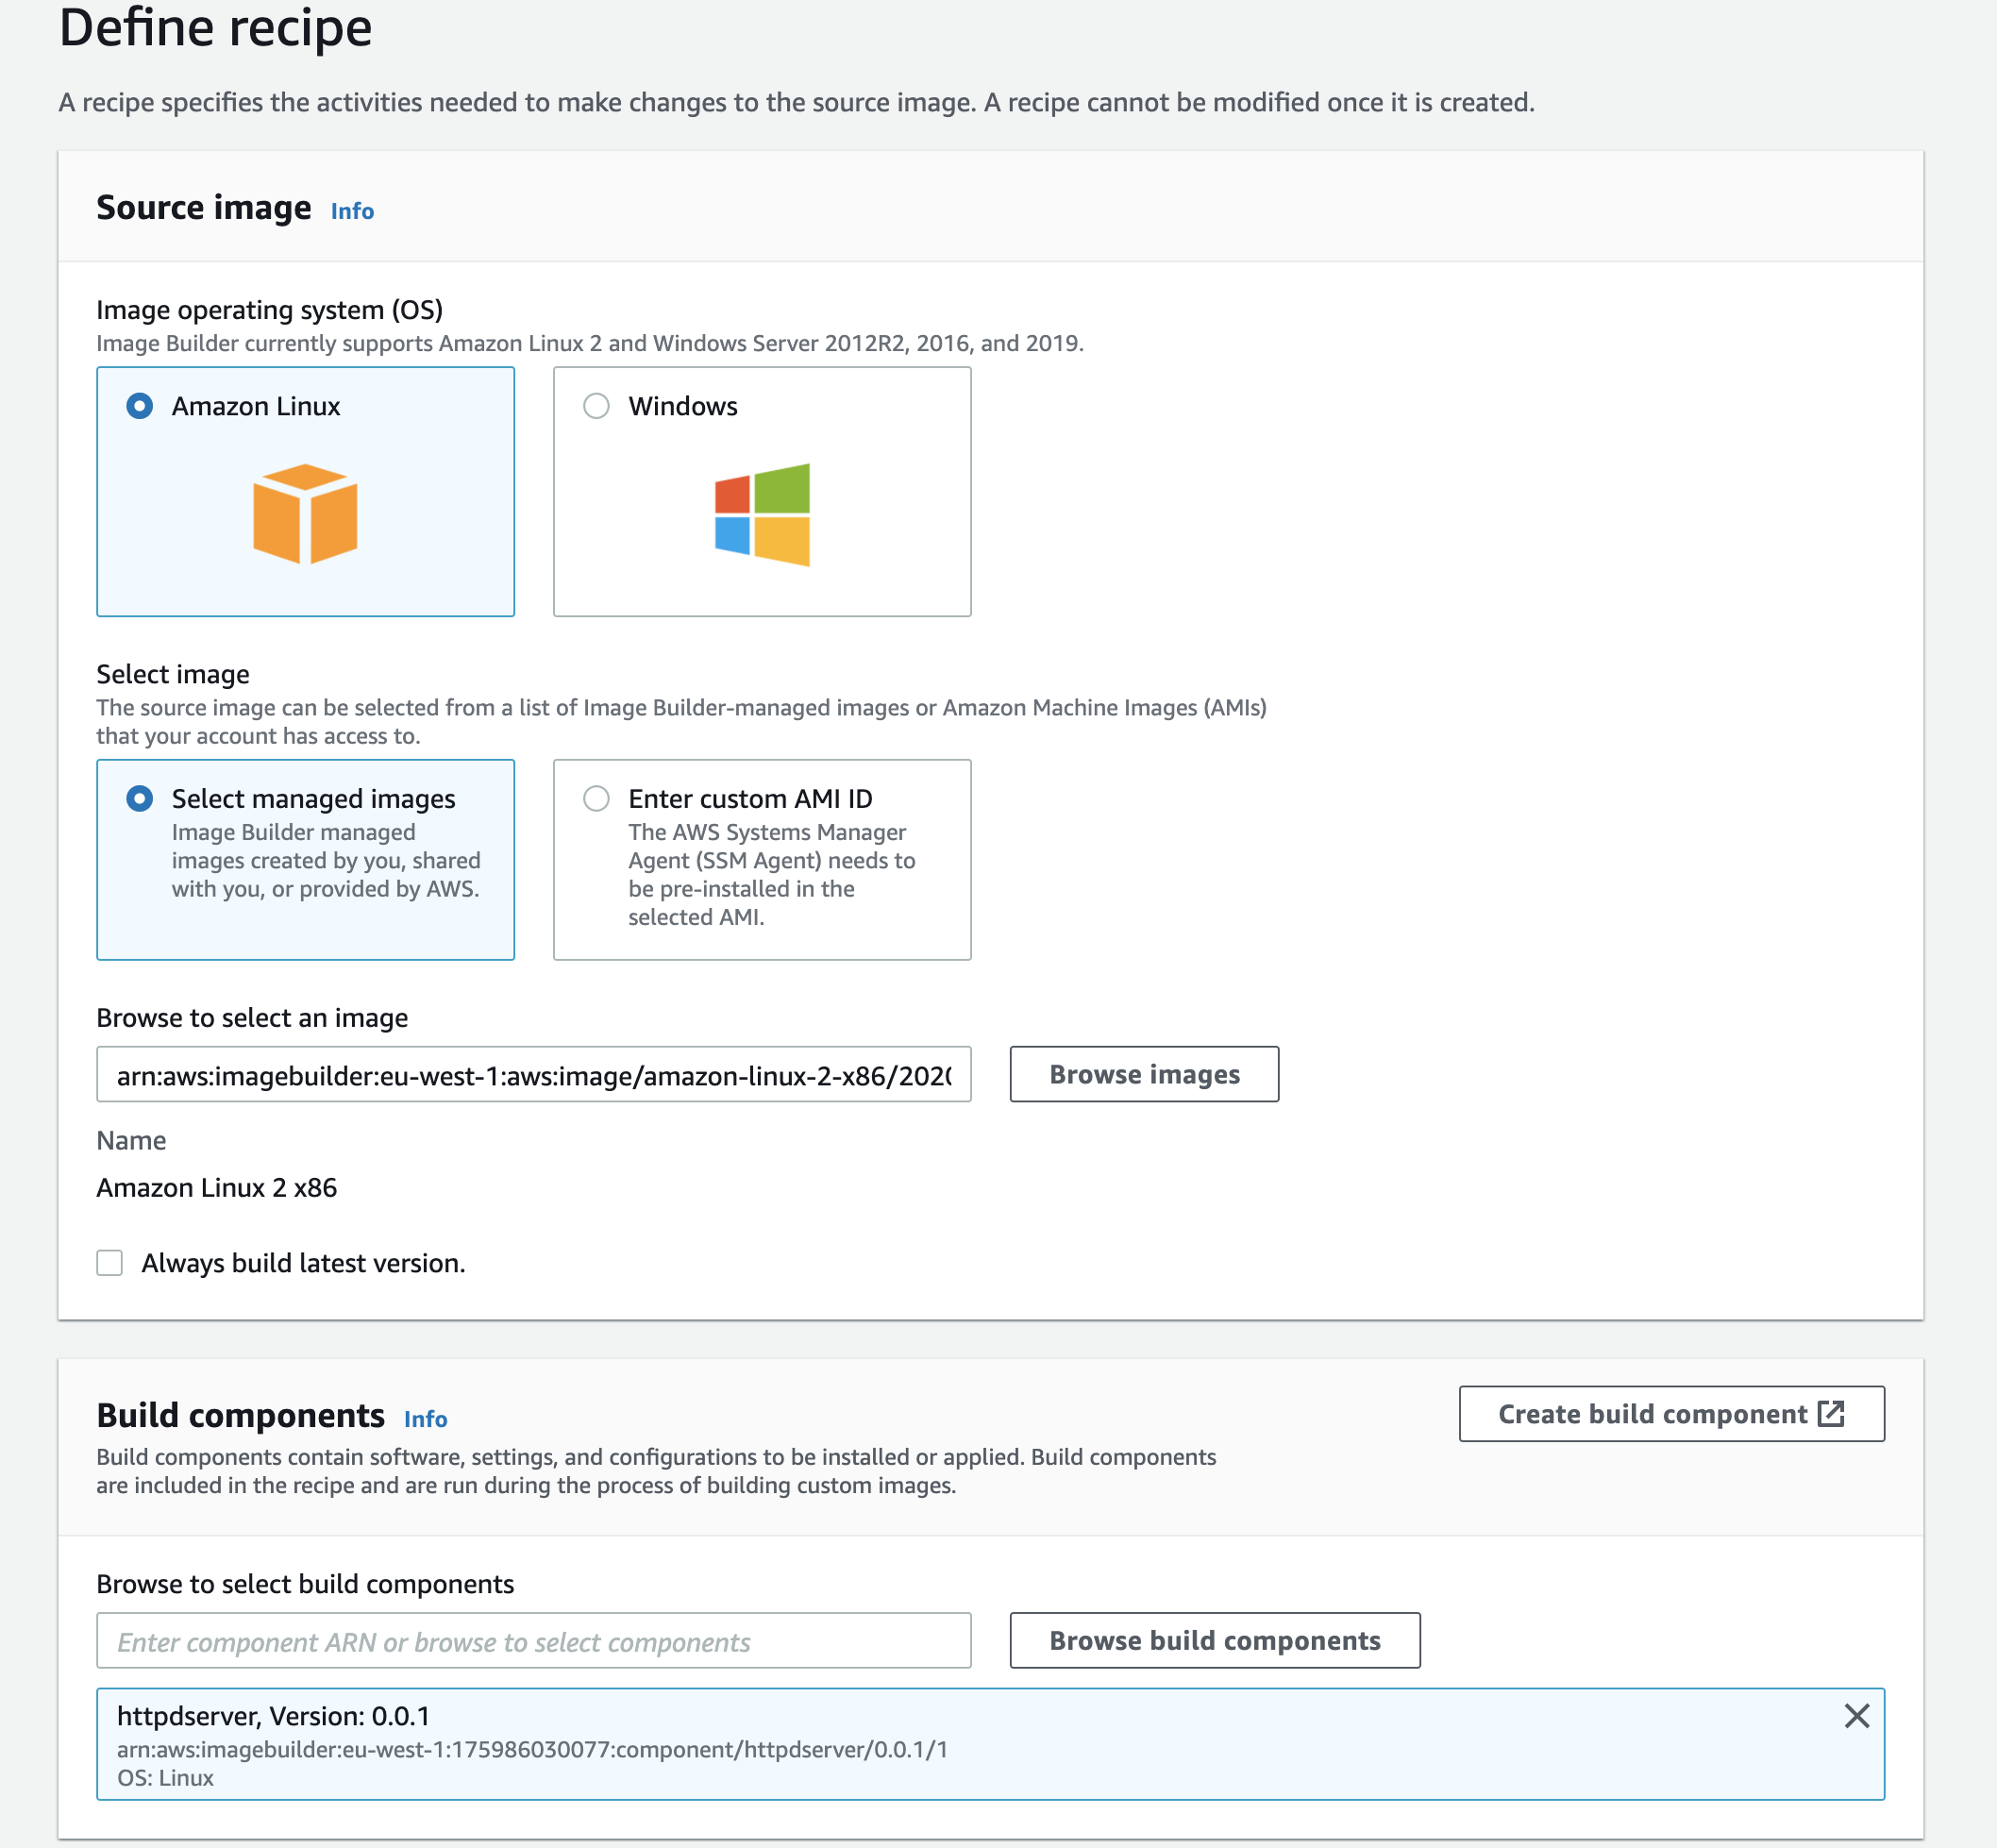 Define recipe
A recipe specifies the activities needed to make changes to the source image. A recipe cannot be modified once it is created.
Source image Info
Image operating system (OS)
Image Builder currently supports Amazon Linux 2 and Windows Server 2012R2, 2016, and 2019.
Amazon Linux
Windows
Select image
The source image can be selected from a list of Image Builder-managed images or Amazon Machine Images (AMIs)
that your account has access to.
Select managed images
Image Builder managed
images created by you, shared
with you, or provided by AWS.
Enter custom AMI ID
The AWS Systems Manager
Agent (SSM Agent) needs to
be pre-installed in the
selected AMI.
Browse to select an image
arn:aws:imagebuilder:eu-west-1:aws:image/amazon-linux-2-x86/202
Browse images
Name
Amazon Linux 2 x86
Always build latest version.
Build components Info
Create build component
Build components contain software, settings, and configurations to be installed or applied. Build components
are included in the recipe and are run during the process of building custom images.
Browse to select build components
Enter component ARN or browse to select components
Browse build components
httpdserver, Version: 0.0.1
arn:aws:imagebuilder:eu-west-1:175986030077:component/httpdserver/0.0.1/1
OS: Linux